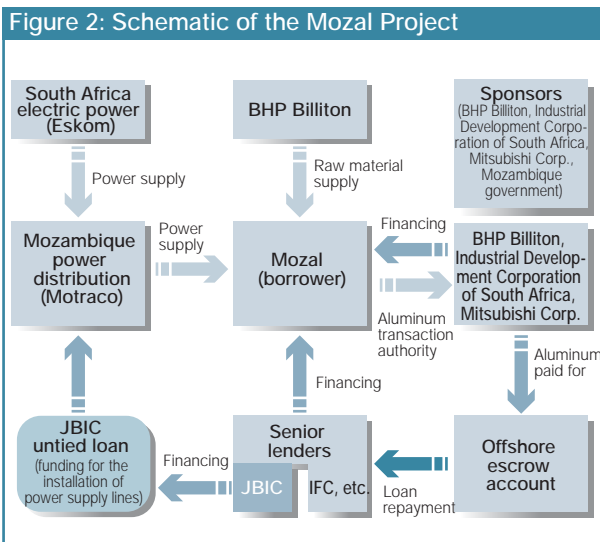 Figure 2: Schematic of the Mozal Project
South Africa
electric power
(Eskom)
BHP Billiton
Sponsors
(BHP Billiton, Industrial
Development Corpo-
ration of South Africa,
Mitsubishi Corp.,
Mozambique
government)
Power supply
Raw material
supply
Mozambique
power
distribution
(Motraco)
Power
supply
Mozal
(borrower)
Financing
Aluminum
transaction
authority
BHP Billiton,
Industrial Develop-
ment Corporation
of South Africa,
Mitsubishi Corp.
Financing
Aluminum
paid for
JBIC
untied loan
(funding for the
installation of
power supply lines)
Financing
Senior
lenders
JBIC
IFC, etc.
Loan
repayment
Offshore
escrow
account